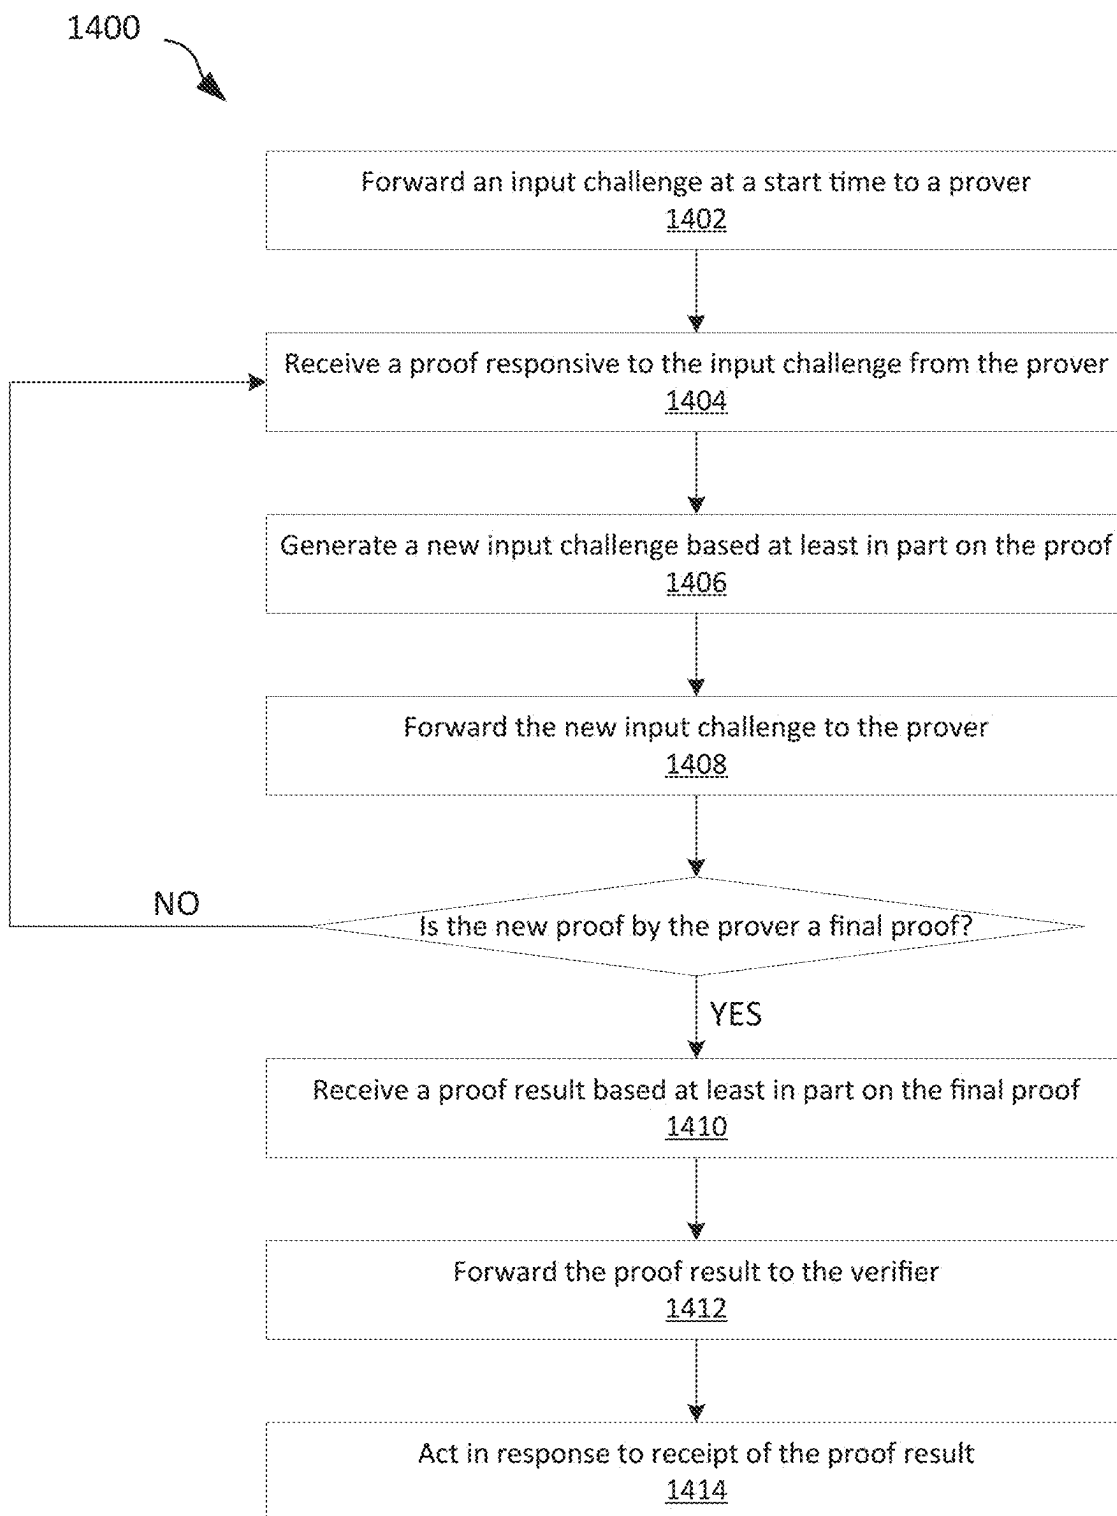 1400
Forward an input challenge at a start time to a prover
1402
Receive a proof responsive to the input challenge from the prover
1404
Generate a new input challenge based at least in part on the proof
1406
Forward the new input challenge to the prover
1408
NO
Is the new proof by the prover a final proof?
YES
Receive a proof result based at least in part on the final proof
1410
Forward the proof result to the verifier
1412
Act in response to receipt of the proof result
1414